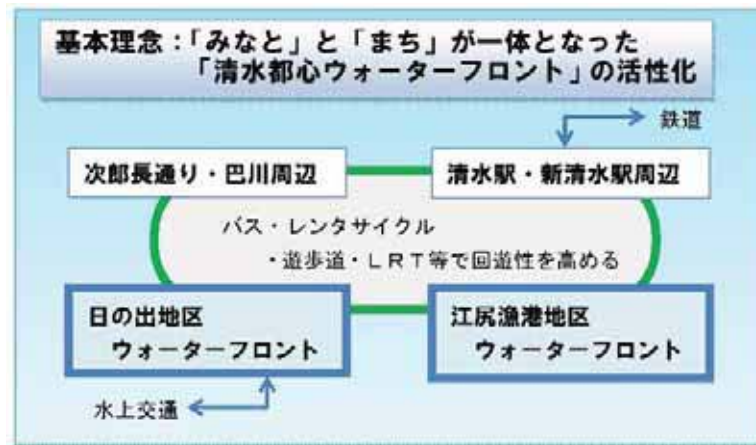 基本理念：「みなと」と「まち」が一体となった
「清水都心ウォーターフロント」の活性化
鉄道
次郎長通り・巴川周辺
清水駅・新清水駅周辺
バス・レンタサイクル
・遊歩道・ＬＲＴ等で回遊性を高める
日の出地区
ウォーターフロント
江尻漁港地区
ウォーターフロント
水上交通